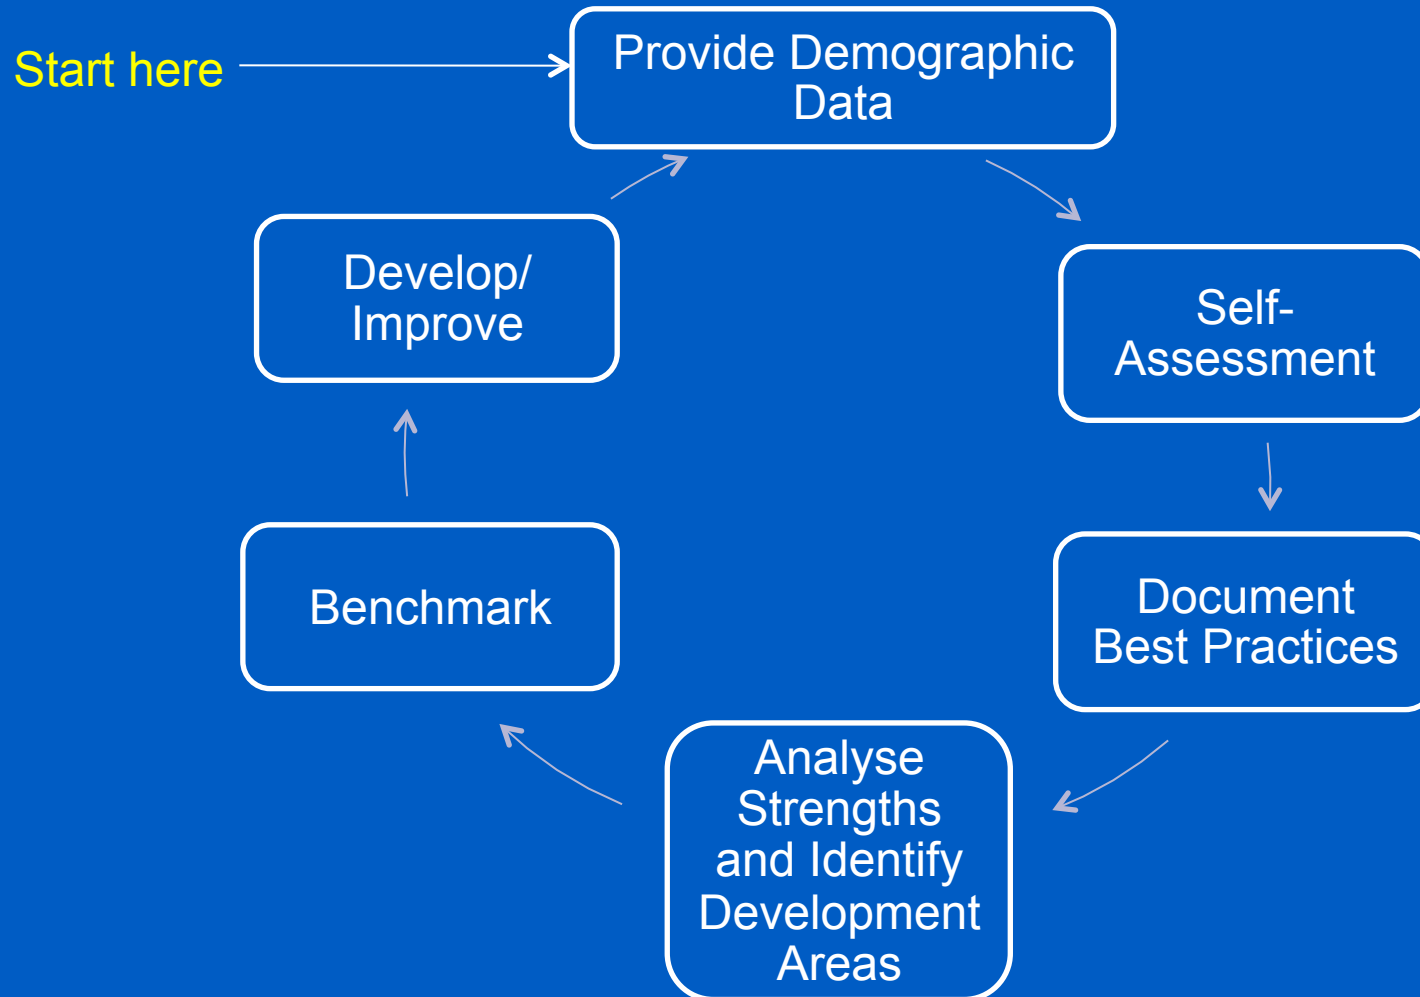 Start here
Provide Demographic
Data
Self-
Assessment
Document
Best Practices
Analyse
Strengths
and Identify
Development
Areas
Benchmark
Develop/
Improve